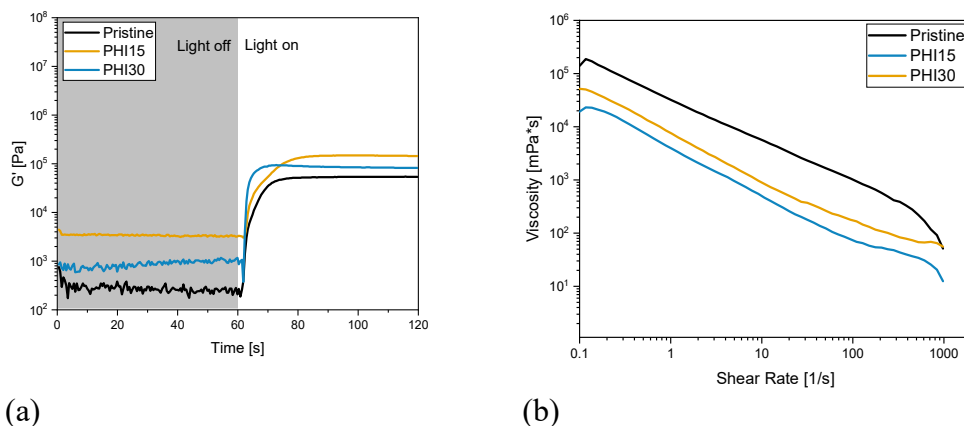 10^8
10^7
10^6
10^5
10^4
10^3
10^2
G' [Pa]
Pristine
PHI15
PHI30
Light off
Light on
0
20
40
60
80
100
120
Time [s]
(a)
10^6
10^5
10^4
10^3
10^2
10^1
Viscosity [mPa*s]
Pristine
PHI15
PHI30
0.1
1
10
100
1000
Shear Rate [1/s]
(b)